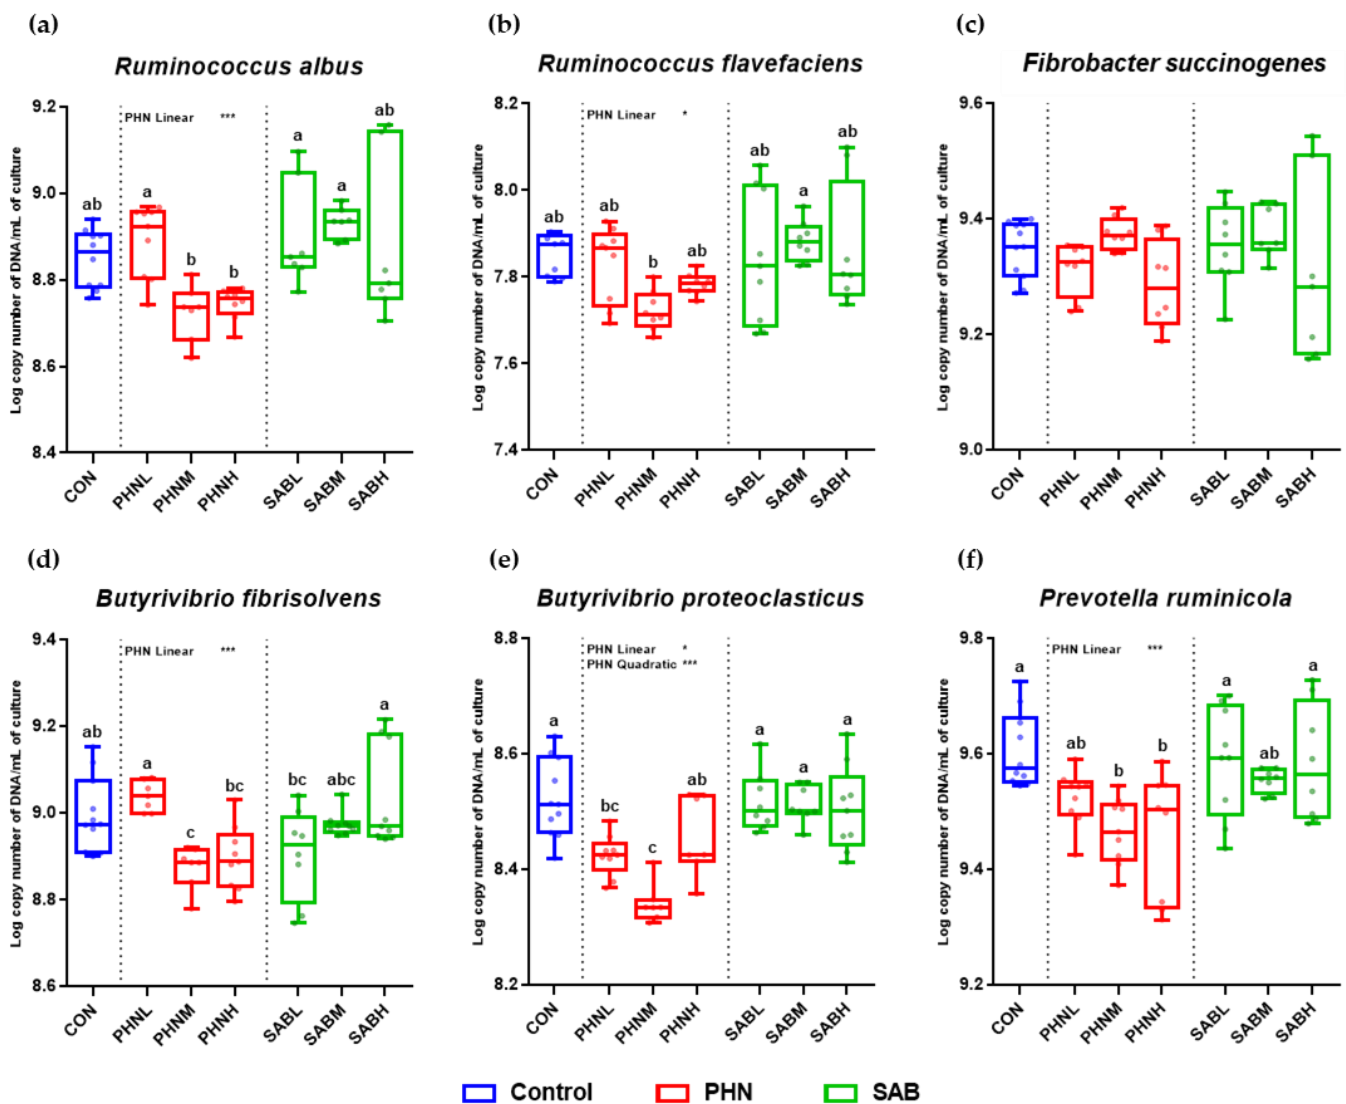 (a)
Ruminococcus albus
Log copy number of DNA/mL of culture
9.2
9.0
8.8
8.6
8.4
PHN Linear ***
ab
a
b
b
a
a
ab
CON
PHNL
PHNM
PHNH
SABL
SABM
SABH
(b)
Ruminococcus flavefaciens
Log copy number of DNA/mL of culture
8.2
8.0
7.8
7.6
7.4
PHN Linear *
ab
ab
b
ab
ab
a
ab
CON
PHNL
PHNM
PHNH
SABL
SABM
SABH
(c)
Fibrobacter succinogenes
Log copy number of DNA/mL of culture
9.6
9.4
9.2
9.0
CON
PHNL
PHNM
PHNH
SABL
SABM
SABH
(d)
Butyrivibrio fibrisolvens
Log copy number of DNA/mL of culture
9.4
9.2
9.0
8.8
8.6
PHN Linear ***
ab
a
c
bc
bc
abc
a
CON
PHNL
PHNM
PHNH
SABL
SABM
SABH
(e)
Butyrivibrio proteoclasticus
Log copy number of DNA/mL of culture
8.8
8.6
8.4
8.2
PHN Linear *
PHN Quadratic ***
a
bc
c
ab
a
a
a
CON
PHNL
PHNM
PHNH
SABL
SABM
SABH
(f)
Prevotella ruminicola
Log copy number of DNA/mL of culture
9.8
9.6
9.4
9.2
PHN Linear ***
a
ab
b
b
a
ab
a
CON
PHNL
PHNM
PHNH
SABL
SABM
SABH
Control PHN SAB